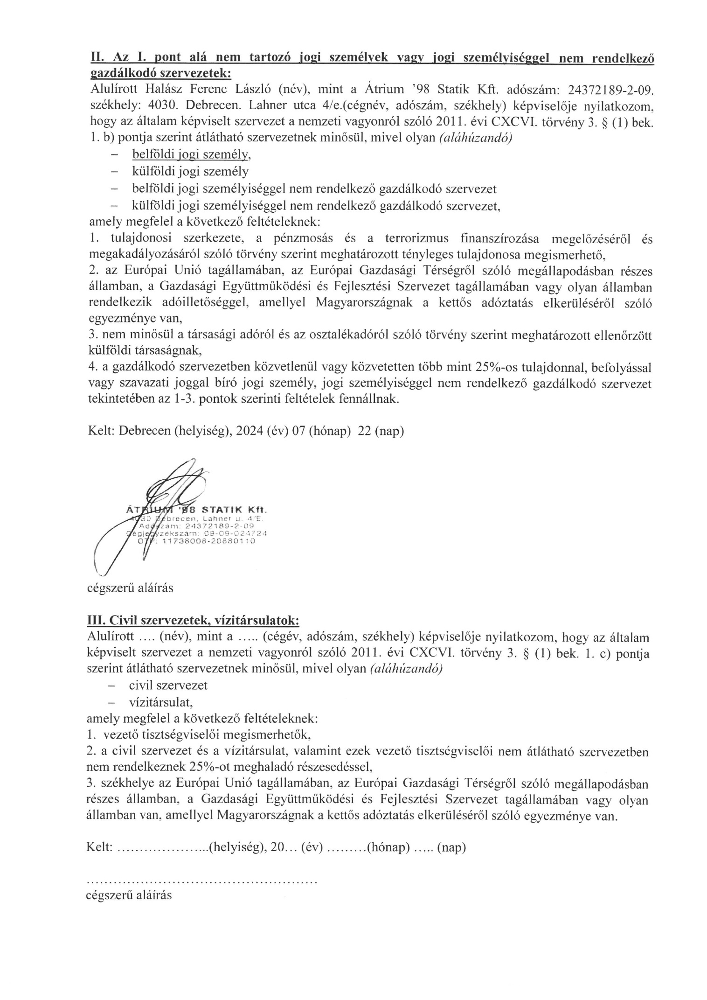 II. Az I. pont alá nem tartozó jogi személyek vagy jogi személyiséggel nem rendelkező
gazdálkodó szervezetek:
Alulírott Halász Ferenc László (név), mint a Átrium ’98 Statik Kft. adószám: 24372189-2-09.
székhely: 4030. Debrecen. Lahner utca 4/e.(cégnév, adószám, székhely) képviselője nyilatkozom,
hogy az általam képviselt szervezet a nemzeti vagyonról szóló 2011. évi CXCVI. törvény 3. § (1) bek.
1. b) pontja szerint átlátható szervezetnek minősül, mivel olyan (aláhúzandó)
– belföldi jogi személy,
– külföldi jogi személy
– belföldi jogi személyiséggel nem rendelkező gazdálkodó szervezet
– külföldi jogi személyiséggel nem rendelkező gazdálkodó szervezet,
amely megfelel a következő feltételeknek:
1. tulajdonosi szerkezete, a pénzmosás és a terrorizmus finanszírozása megelőzéséről és
megakadályozásáról szóló törvény szerint meghatározott tényleges tulajdonosa megismerhető,
2. az Európai Unió tagállamában, az Európai Gazdasági Térségről szóló megállapodásban részes
államban, a Gazdasági Együttműködési és Fejlesztési Szervezet tagállamában vagy olyan államban
rendelkezik adóilletőséggel, amellyel Magyarországnak a kettős adóztatás elkerüléséről szóló
egyezménye van,
3. nem minősül a társasági adóról és az osztalékadóról szóló törvény szerint meghatározott ellenőrzött
külföldi társaságnak,
4. a gazdálkodó szervezetben közvetlenül vagy közvetetten több mint 25%-os tulajdonnal, befolyással
vagy szavazati joggal bíró jogi személy, jogi személyiséggel nem rendelkező gazdálkodó szervezet
tekintetében az 1-3. pontok szerinti feltételek fennállnak.
Kelt: Debrecen (helyiség), 2024 (év) 07 (hónap) 22 (nap)
ÁTRIUM '98 STATIK Kft.
4030 Debrecen, Lahner u. 4/E.
Adószám: 24372189-2-09
Cégjegyzékszám: 09-09-024724
OTP: 11738008-20880110
cégszerű aláírás
III. Civil szervezetek, vízitársulatok:
Alulírott …. (név), mint a ….. (cégév, adószám, székhely) képviselője nyilatkozom, hogy az általam
képviselt szervezet a nemzeti vagyonról szóló 2011. évi CXCVI. törvény 3. § (1) bek. 1. c) pontja
szerint átlátható szervezetnek minősül, mivel olyan (aláhúzandó)
– civil szervezet
– vízitársulat,
amely megfelel a következő feltételeknek:
1. vezető tisztségviselői megismerhetők,
2. a civil szervezet és a vízitársulat, valamint ezek vezető tisztségviselői nem átlátható szervezetben
nem rendelkeznek 25%-ot meghaladó részesedéssel,
3. székhelye az Európai Unió tagállamában, az Európai Gazdasági Térségről szóló megállapodásban
részes államban, a Gazdasági Együttműködési és Fejlesztési Szervezet tagállamában vagy olyan
államban van, amellyel Magyarországnak a kettős adóztatás elkerüléséről szóló egyezménye van.
Kelt: …………………(helyiség), 20… (év) ………(hónap) ….. (nap)
…………………………………………….
cégszerű aláírás